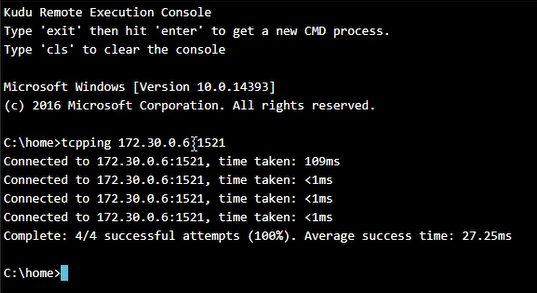 Kudu Remote Execution Console
Type 'exit' then hit 'enter' to get a new CMD process.
Type 'cls' to clear the console
Microsoft Windows [Version 10.0.14393]
(c) 2016 Microsoft Corporation. All rights reserved.
C:\home>tcpping 172.30.0.6:1521
Connected to 172.30.0.6:1521, time taken: 109ms
Connected to 172.30.0.6:1521, time taken: <1ms
Connected to 172.30.0.6:1521, time taken: <1ms
Connected to 172.30.0.6:1521, time taken: <1ms
Complete: 4/4 successful attempts (100%). Average success time: 27.25ms
C:\home>